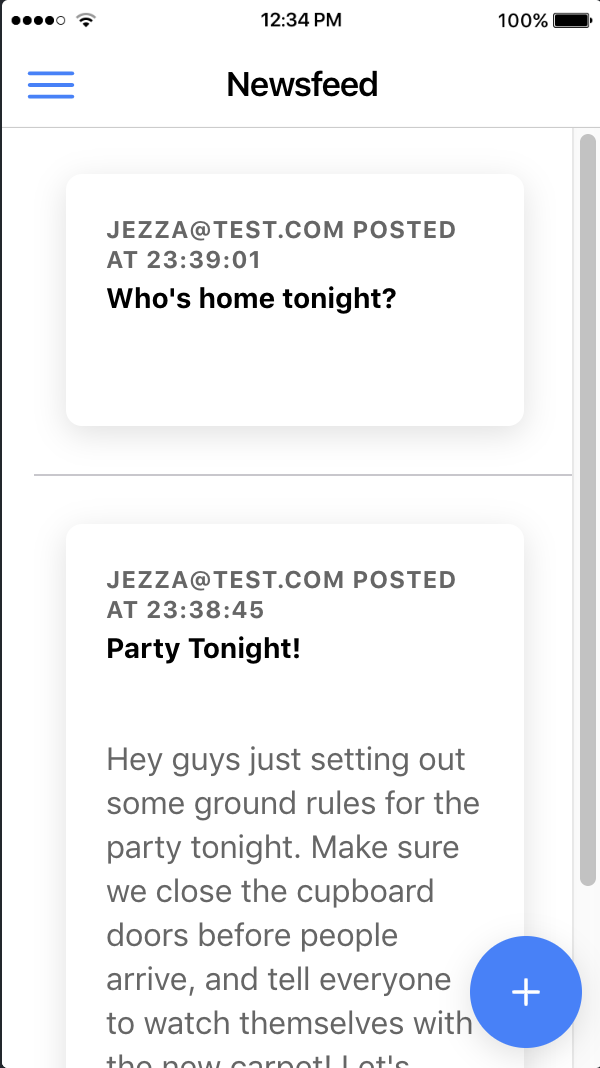 12:34 PM 100%
Newsfeed
JEZZA@TEST.COM POSTED
AT 23:39:01
Who's home tonight?
JEZZA@TEST.COM POSTED
AT 23:38:45
Party Tonight!
Hey guys just setting out
some ground rules for the
party tonight. Make sure
we close the cupboard
doors before people
arrive, and tell everyone
to watch themselves with
the new carpet! Let's